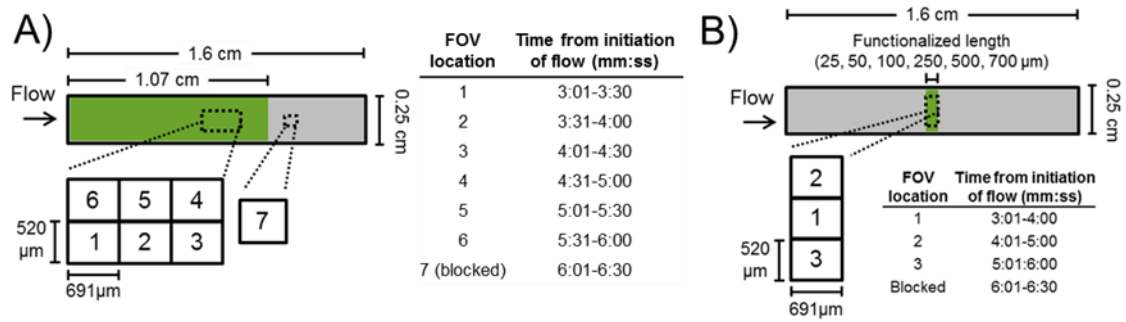 A)
1.6 cm
1.07 cm
Flow
0.25 cm
6 5 4
1 2 3
7
520
µm
691µm
FOV Time from initiation
location of flow (mm:ss)
1 3:01-3:30
2 3:31-4:00
3 4:01-4:30
4 4:31-5:00
5 5:01-5:30
6 5:31-6:00
7 (blocked) 6:01-6:30
B)
1.6 cm
Functionalized length
(25, 50, 100, 250, 500, 700 µm)
Flow
0.25 cm
2
1
3
520
µm
691µm
FOV Time from initiation
location of flow (mm:ss)
1 3:01-4:00
2 4:01-5:00
3 5:01:6:00
Blocked 6:01-6:30